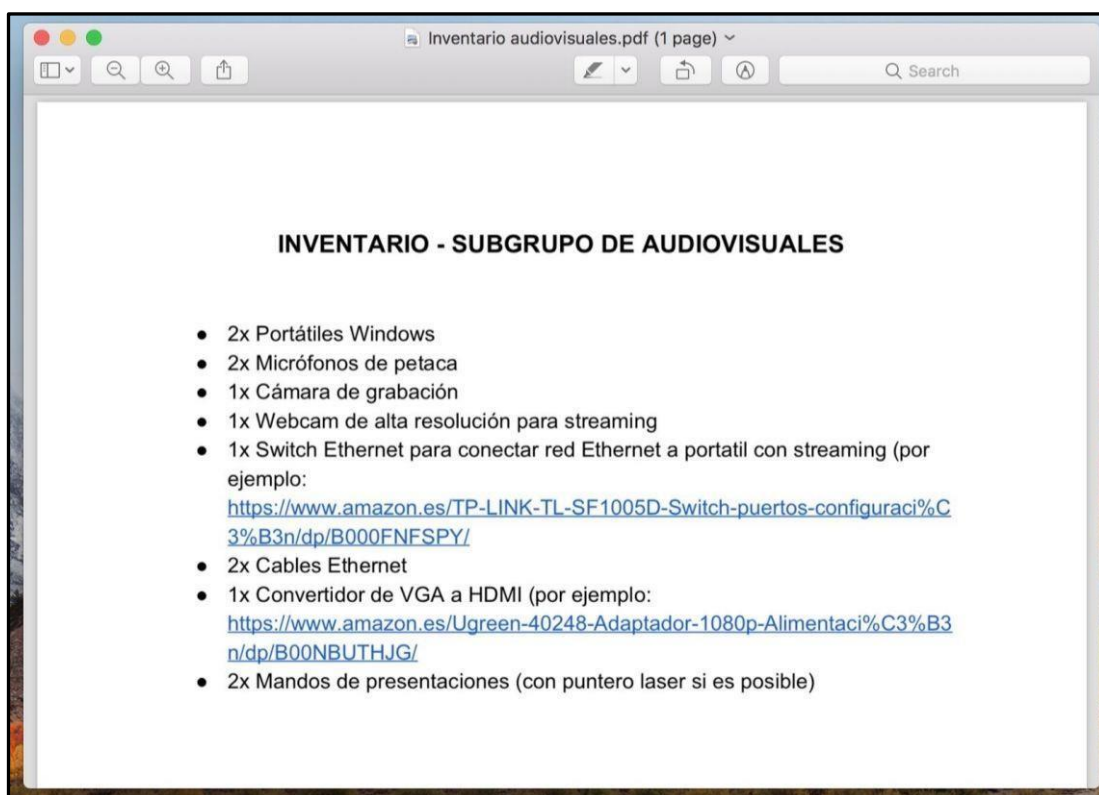 Inventario audiovisuales.pdf (1 page)
Search
INVENTARIO - SUBGRUPO DE AUDIOVISUALES
● 2x Portátiles Windows
● 2x Micrófonos de petaca
● 1x Cámara de grabación
● 1x Webcam de alta resolución para streaming
● 1x Switch Ethernet para conectar red Ethernet a portatil con streaming (por
ejemplo:
https://www.amazon.es/TP-LINK-TL-SF1005D-Switch-puertos-configuraci%C
3%B3n/dp/B000FNFSPY/
● 2x Cables Ethernet
● 1x Convertidor de VGA a HDMI (por ejemplo:
https://www.amazon.es/Ugreen-40248-Adaptador-1080p-Alimentaci%C3%B3
n/dp/B00NBUTHJG/
● 2x Mandos de presentaciones (con puntero laser si es posible)